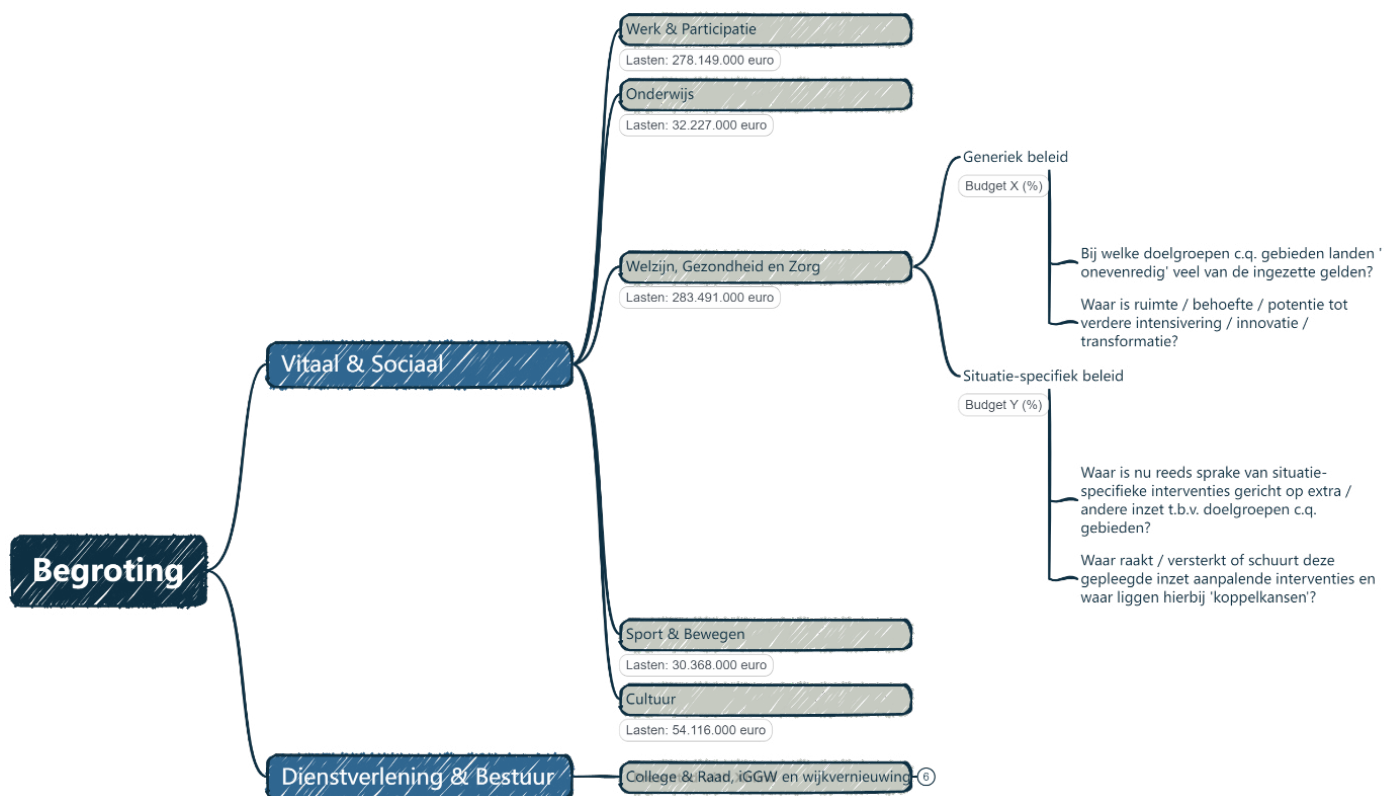 Werk & Participatie
Lasten: 278.149.000 euro
Onderwijs
Lasten: 32.227.000 euro
Generiek beleid
Budget X (%)
Bij welke doelgroepen c.q. gebieden landen '
onevenredig' veel van de ingezette gelden?
Welzijn, Gezondheid en Zorg
Lasten: 283.491.000 euro
Waar is ruimte / behoefte / potentie tot
verdere intensivering / innovatie /
transformatie?
Vitaal & Sociaal
Situatie-specifiek beleid
Budget Y (%)
Waar is nu reeds sprake van situatie-
specifieke interventies gericht op extra /
andere inzet t.b.v. doelgroepen c.q.
gebieden?
Waar raakt / versterkt of schuurt deze
gepleegde inzet aanpalende interventies en
waar liggen hierbij 'koppelkansen'?
Begroting
Sport & Bewegen
Lasten: 30.368.000 euro
Cultuur
Lasten: 54.116.000 euro
Dienstverlening & Bestuur
College & Raad, iGGW en wijkvernieuwing
6